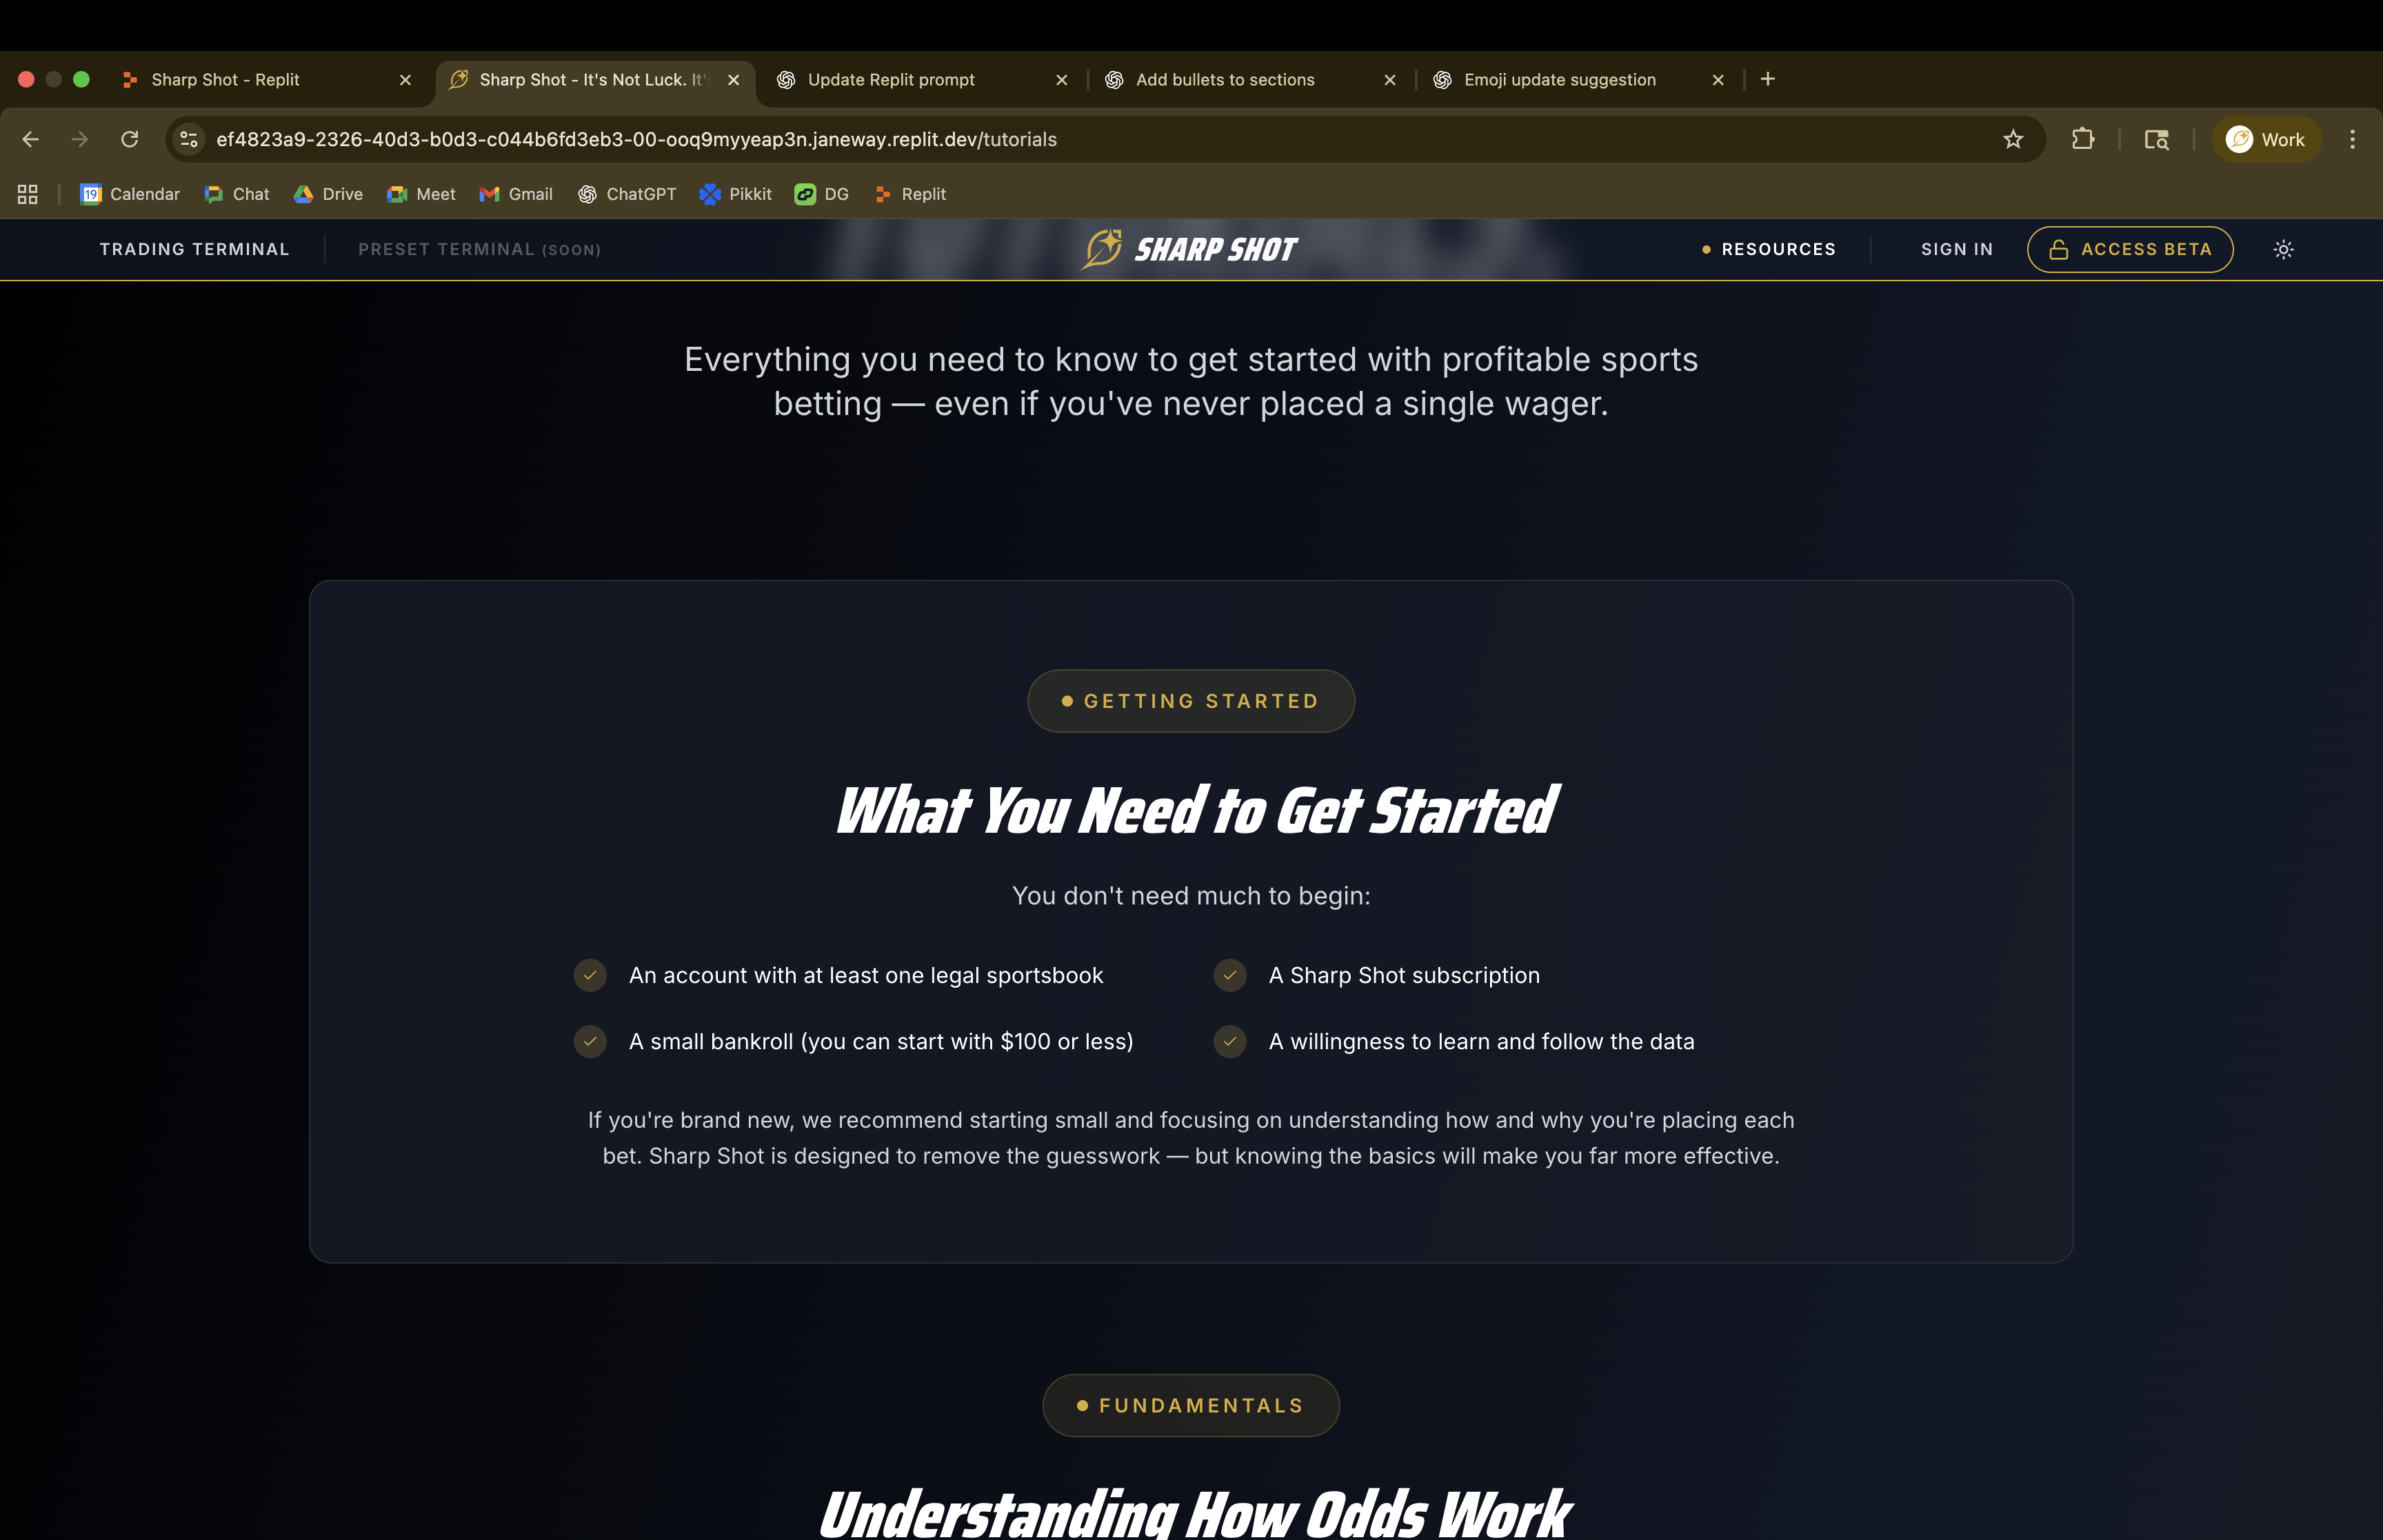 Sharp Shot - Replit
Sharp Shot - It's Not Luck. It's
Update Replit prompt
Add bullets to sections
Emoji update suggestion
ef4823a9-2326-40d3-b0d3-c044b6fd3eb3-00-ooq9myyeap3n.janeway.replit.dev/tutorials
Work
19 Calendar
Chat
Drive
Meet
Gmail
ChatGPT
Pikkit
DG
Replit
TRADING TERMINAL
PRESET TERMINAL (SOON)
SHARP SHOT
RESOURCES
SIGN IN
ACCESS BETA
Everything you need to know to get started with profitable sports
betting — even if you've never placed a single wager.
GETTING STARTED
What You Need to Get Started
You don't need much to begin:
An account with at least one legal sportsbook
A Sharp Shot subscription
A small bankroll (you can start with $100 or less)
A willingness to learn and follow the data
If you're brand new, we recommend starting small and focusing on understanding how and why you're placing each
bet. Sharp Shot is designed to remove the guesswork — but knowing the basics will make you far more effective.
FUNDAMENTALS
Understanding How Odds Work